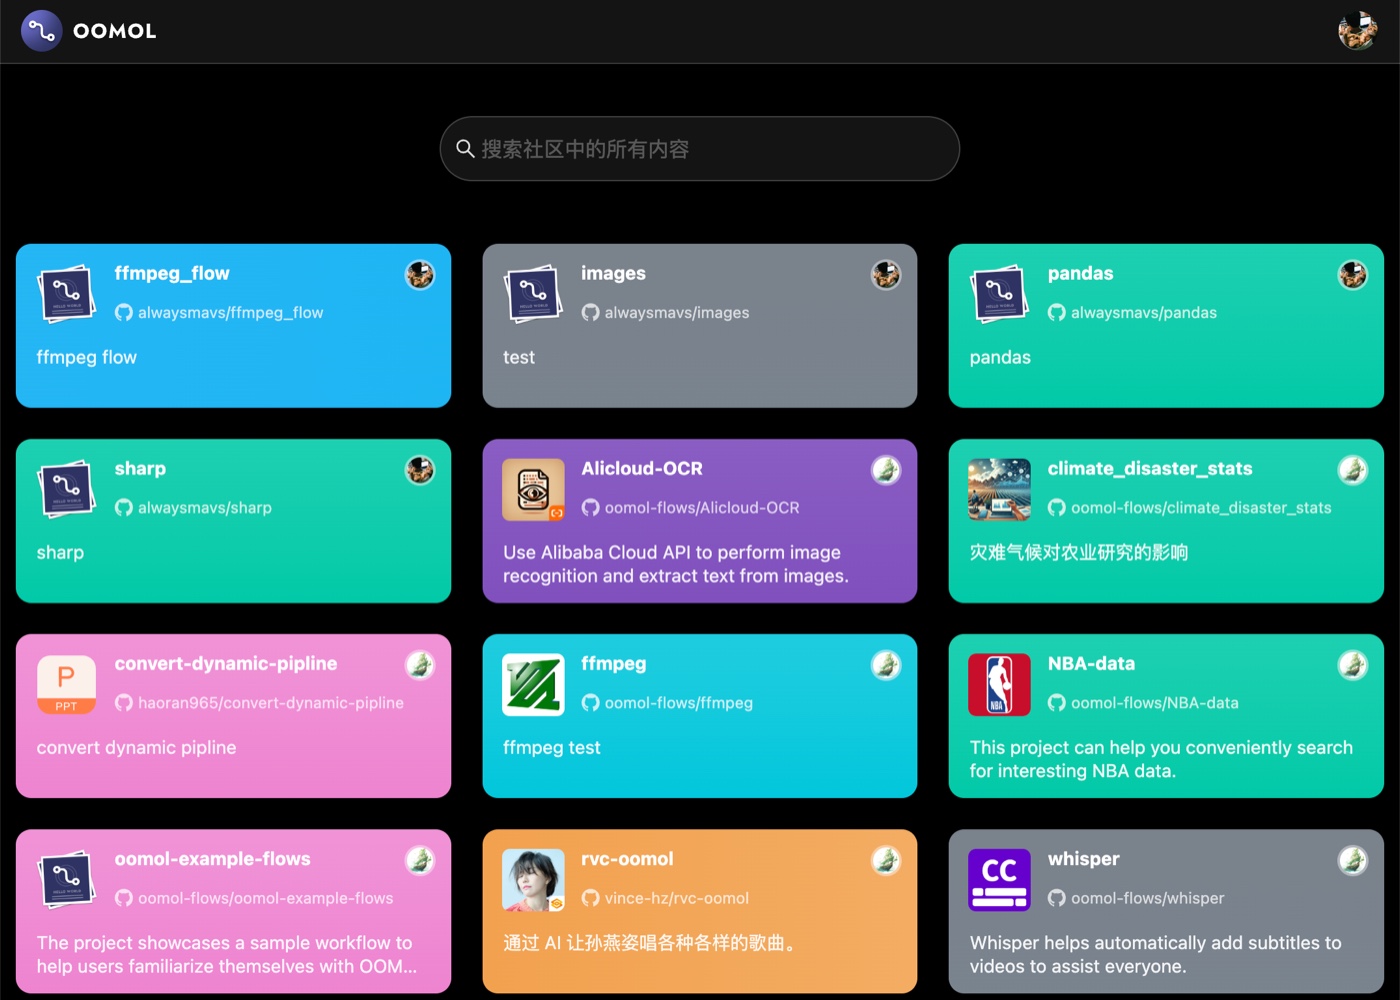 OOMOL
搜索社区中的所有内容
ffmpeg_flow
alwaysmavs/ffmpeg_flow
ffmpeg flow
images
alwaysmavs/images
test
pandas
alwaysmavs/pandas
pandas
sharp
alwaysmavs/sharp
sharp
Alicloud-OCR
oomol-flows/Alicloud-OCR
Use Alibaba Cloud API to perform image
recognition and extract text from images.
climate_disaster_stats
oomol-flows/climate_disaster_stats
灾难气候对农业研究的影响
P
PPT
convert-dynamic-pipline
haoran965/convert-dynamic-pipline
convert dynamic pipline
ffmpeg
oomol-flows/ffmpeg
ffmpeg test
NBA
NBA-data
oomol-flows/NBA-data
This project can help you conveniently search
for interesting NBA data.
oomol-example-flows
oomol-flows/oomol-example-flows
The project showcases a sample workflow to
help users familiarize themselves with OOM...
rvc-oomol
vince-hz/rvc-oomol
通过 AI 让孙燕姿唱各种各样的歌曲。
CC
whisper
oomol-flows/whisper
Whisper helps automatically add subtitles to
videos to assist everyone.